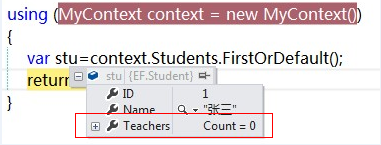 using (MyContext context = new MyContext())
{
var stu=context.Students.FirstOrDefault();
return
stu {EF.Student}
ID 1
Name "张三"
Teachers Count = 0
}